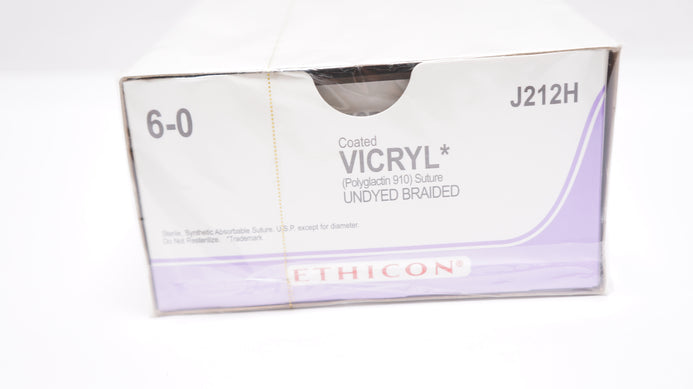 6-0
J212H
Coated
VICRYL*
(Polyglactin 910) Suture
UNDYED BRAIDED
Sterile, Synthetic Absorbable Suture, U.S.P. except for diameter.
Do Not Resterilize. *Trademark
ETHICON®